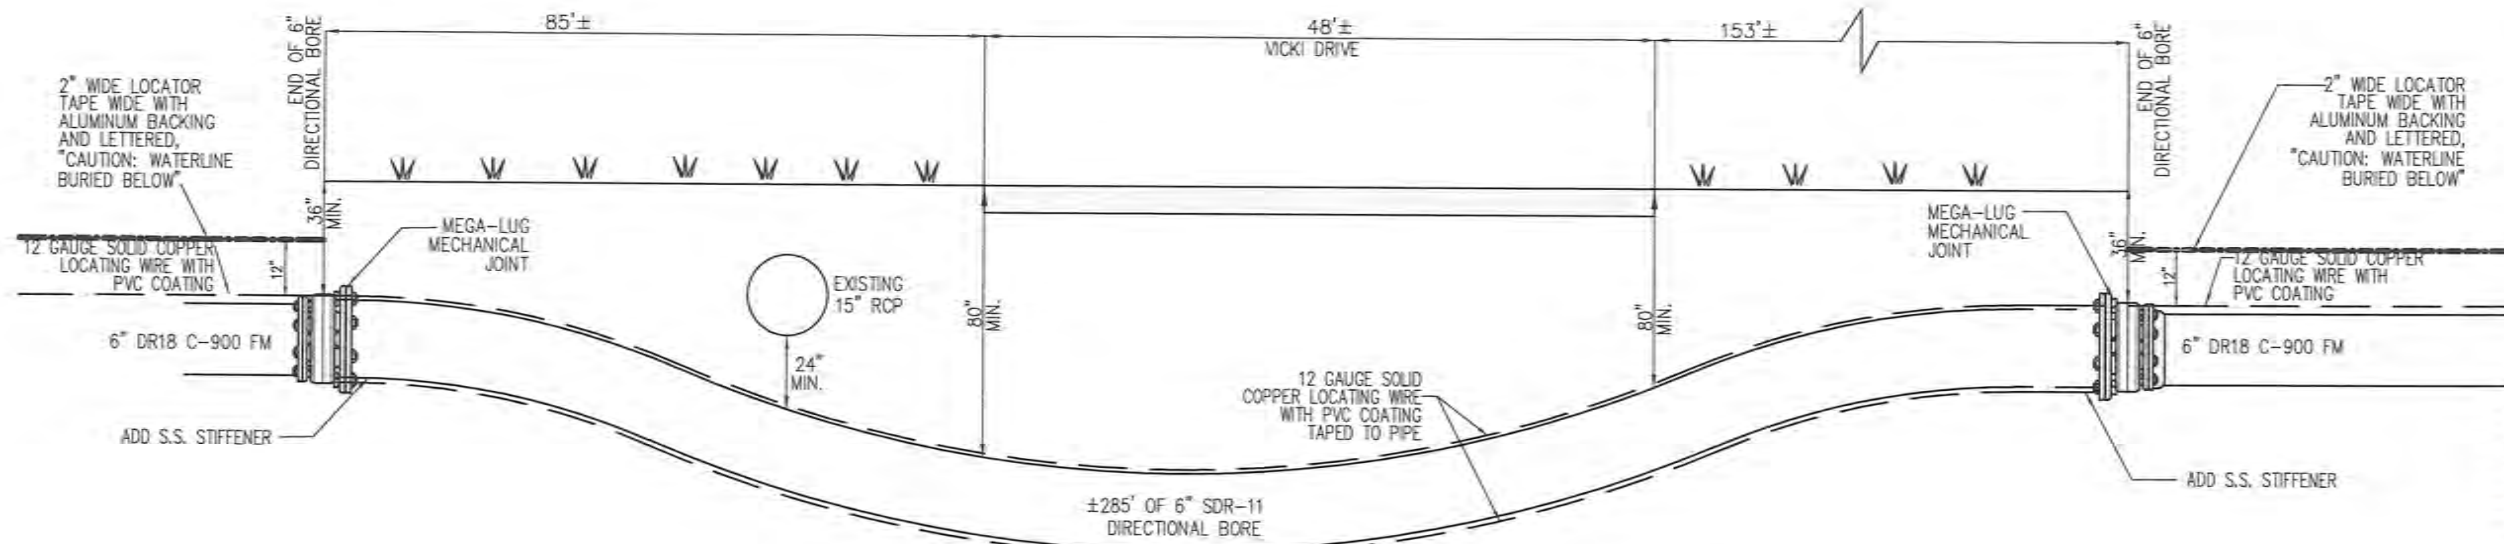 END OF 6"
DIRECTIONAL BORE
85'±
48'±
VICKI DRIVE
153'±
END OF 6"
DIRECTIONAL BORE
2" WIDE LOCATOR
TAPE WIDE WITH
ALUMINUM BACKING
AND LETTERED,
"CAUTION: WATERLINE
BURIED BELOW"
2" WIDE LOCATOR
TAPE WIDE WITH
ALUMINUM BACKING
AND LETTERED,
"CAUTION: WATERLINE
BURIED BELOW"
36"
MIN.
MEGA-LUG
MECHANICAL
JOINT
MEGA-LUG
MECHANICAL
JOINT
36"
MIN.
12 GAUGE SOLID COPPER
LOCATING WIRE WITH
PVC COATING
12"
EXISTING
15" RCP
80"
MIN.
80"
MIN.
12"
12 GAUGE SOLID COPPER
LOCATING WIRE WITH
PVC COATING
6" DR18 C-900 FM
24"
MIN.
6" DR18 C-900 FM
12 GAUGE SOLID
COPPER LOCATING WIRE
WITH PVC COATING
TAPED TO PIPE
ADD S.S. STIFFENER
ADD S.S. STIFFENER
±285' OF 6" SDR-11
DIRECTIONAL BORE